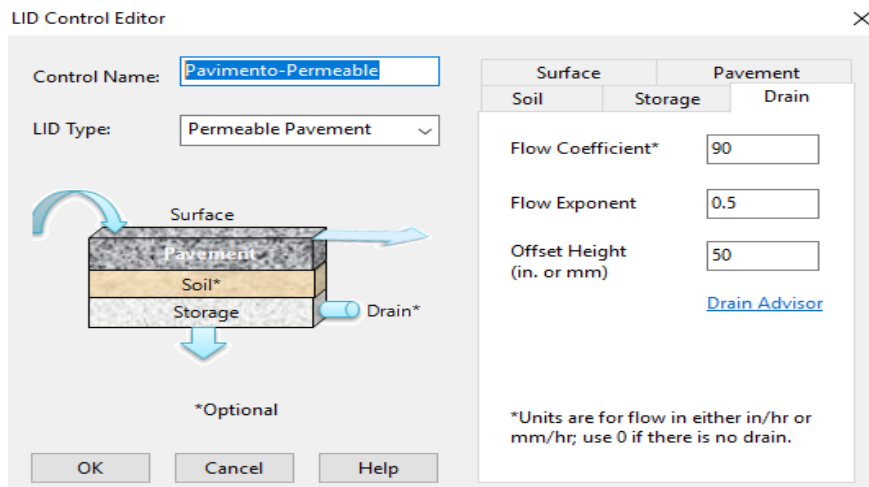 LID Control Editor
Control Name:
Pavimento-Permeable
LID Type:
Permeable Pavement
Surface
Pavement
Soil*
Storage
Drain*
*Optional
OK
Cancel
Help
Surface
Pavement
Soil
Storage
Drain
Flow Coefficient*
90
Flow Exponent
0.5
Offset Height
(in. or mm)
50
Drain Advisor
*Units are for flow in either in/hr or
mm/hr; use 0 if there is no drain.